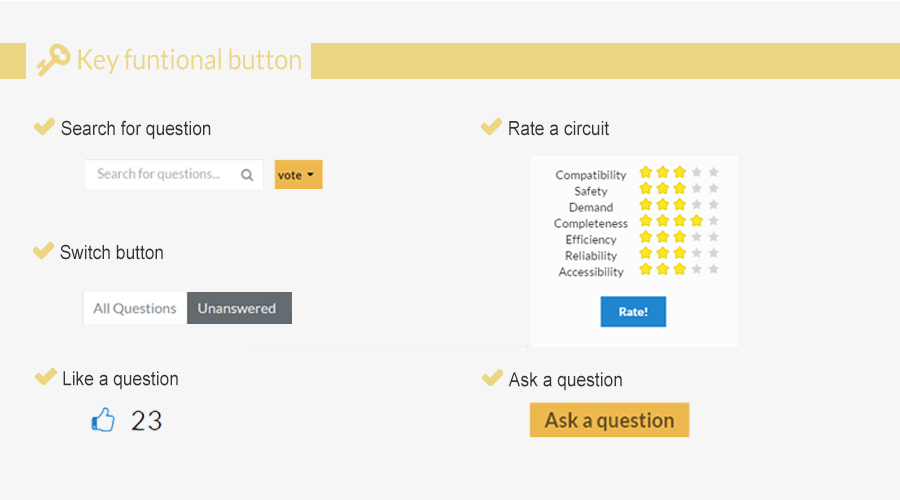 Key funtional button
Search for question
Search for questions...
vote
Switch button
All Questions Unanswered
Like a question
23
Rate a circuit
Compatibility
Safety
Demand
Completeness
Efficiency
Reliability
Accessibility
Rate!
Ask a question
Ask a question